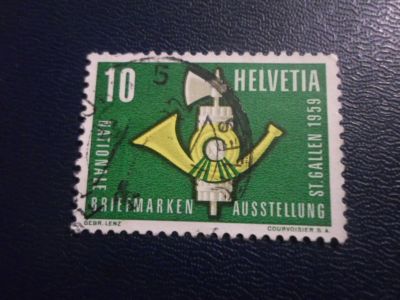 10 HELVETIA
NATIONALE
BRIEFMARKEN AUSSTELLUNG
ST. GALLEN 1959
GEBR. LENZ COURVOISIER S.A.